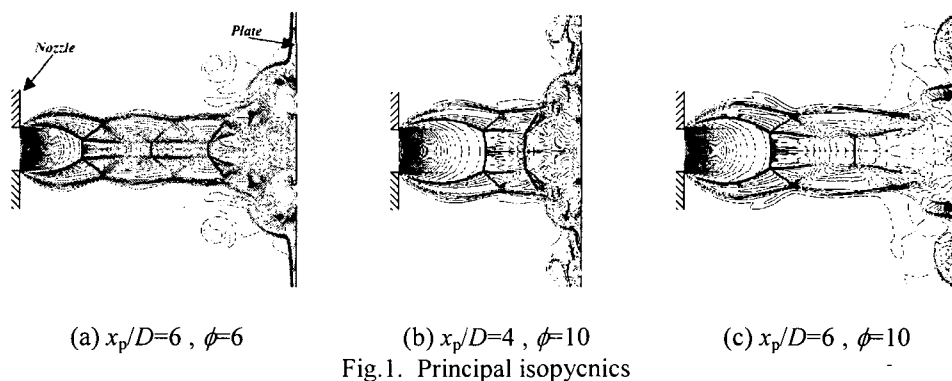 Nozzle
Plate
(a) xp/D=6 , ϕ=6
(b) xp/D=4 , ϕ=10
(c) xp/D=6 , ϕ=10
Fig.1. Principal isopycnics